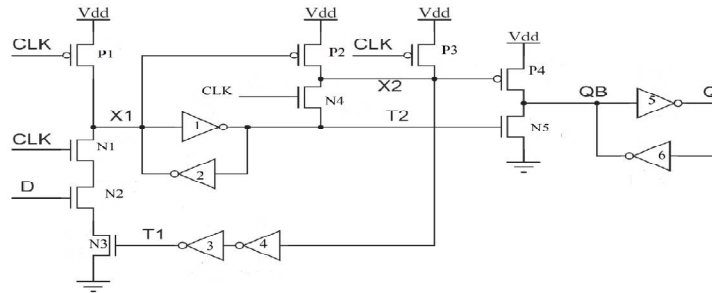 Vdd Vdd Vdd
Vdd
CLK P1 P2 CLK P3
P4
X2
CLK N4 QB Q
X1 1 T2 5
CLK N1 N5
2 6
D N2
N3 T1 3 4